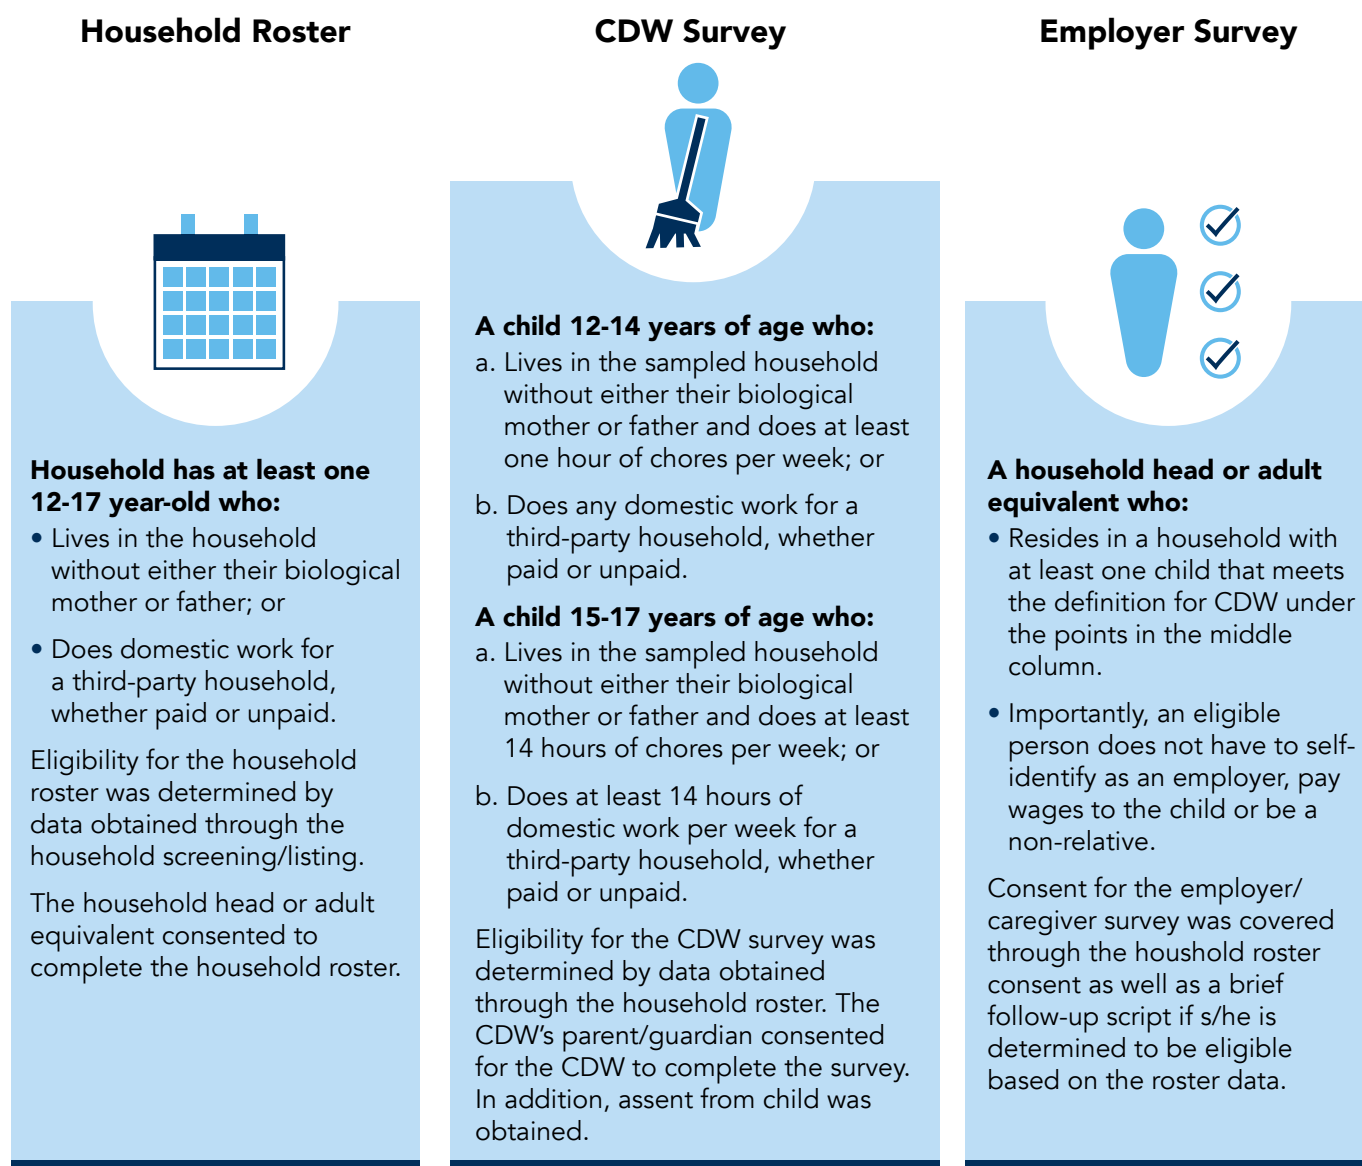 Household Roster
Household has at least one
12-17 year-old who:
• Lives in the household
without either their biological
mother or father; or
• Does domestic work for
a third-party household,
whether paid or unpaid.
Eligibility for the household
roster was determined by
data obtained through the
household screening/listing.
The household head or adult
equivalent consented to
complete the household roster.
CDW Survey
A child 12-14 years of age who:
a. Lives in the sampled household
without either their biological
mother or father and does at least
one hour of chores per week; or
b. Does any domestic work for a
third-party household, whether
paid or unpaid.
A child 15-17 years of age who:
a. Lives in the sampled household
without either their biological
mother or father and does at least
14 hours of chores per week; or
b. Does at least 14 hours of
domestic work per week for a
third-party household, whether
paid or unpaid.
Eligibility for the CDW survey was
determined by data obtained
through the household roster. The
CDW’s parent/guardian consented
for the CDW to complete the survey.
In addition, assent from child was
obtained.
Employer Survey
A household head or adult
equivalent who:
• Resides in a household with
at least one child that meets
the definition for CDW under
the points in the middle
column.
• Importantly, an eligible
person does not have to self-
identify as an employer, pay
wages to the child or be a
non-relative.
Consent for the employer/
caregiver survey was covered
through the houshold roster
consent as well as a brief
follow-up script if s/he is
determined to be eligible
based on the roster data.